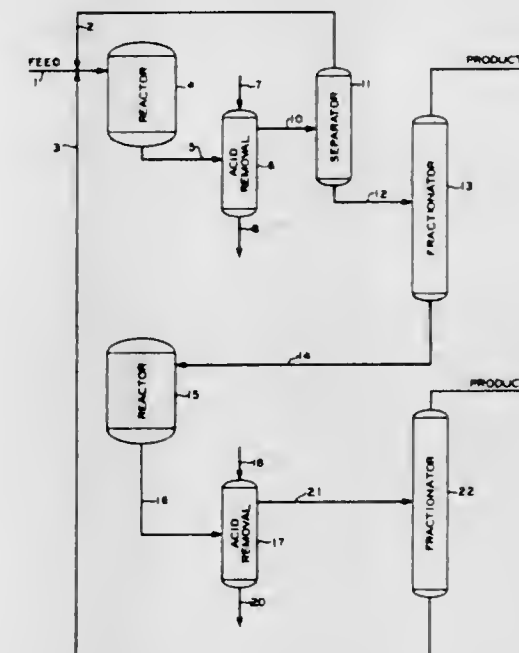 2
FEED
1
REACTOR
4
7
10
SEPARATOR
11
PRODUCT
3
5
ACID REMOVAL
6
8
12
FRACTIONATOR
13
14
REACTOR
15
PRODUCT
16
18
21
ACID REMOVAL
17
FRACTIONATOR
22
20